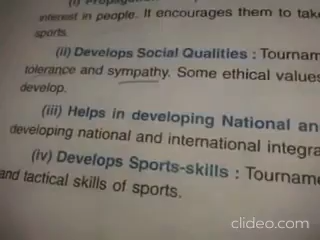 interest in people. It encourages them to tak
sports.
(ii) Develops Social Qualities : Tournam
tolerance and sympathy. Some ethical values
develop.
(iii) Helps in developing National an
developing national and international integra
(iv) Develops Sports-skills : Tourname
and tactical skills of sports.
clideo.com